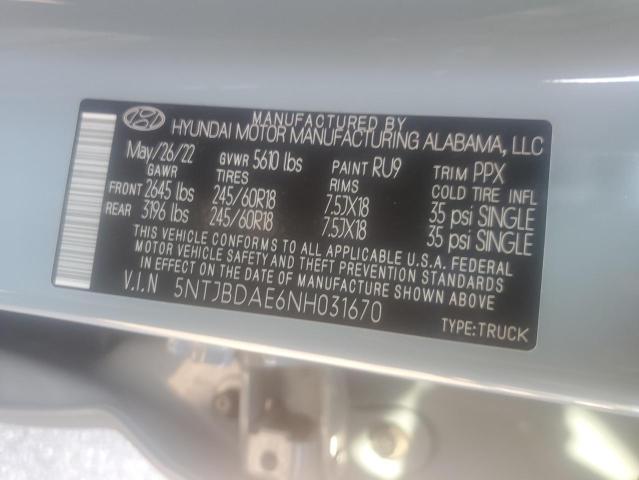 MANUFACTURED BY
HYUNDAI MOTOR MANUFACTURING ALABAMA, LLC
May/26/22 GVWR 5610 lbs PAINT RU9 TRIM PPX
GAWR TIRES RIMS COLD TIRE INFL
FRONT 2645 lbs 245/60R18 7.5JX18 35 psi SINGLE
REAR 3196 lbs 245/60R18 7.5JX18 35 psi SINGLE
THIS VEHICLE CONFORMS TO ALL APPLICABLE U.S.A. FEDERAL
MOTOR VEHICLE SAFETY AND THEFT PREVENTION STANDARDS
IN EFFECT ON THE DATE OF MANUFACTURE SHOWN ABOVE
V.I.N 5NTJBDAE6NH031670
TYPE:TRUCK